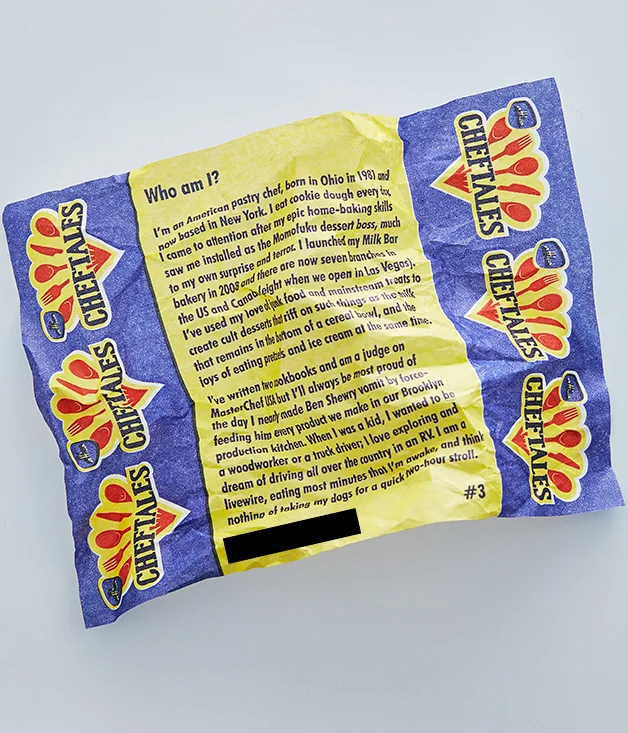 Who am I?
I'm an American pastry chef, born in Ohio in 1981 and
now based in New York. I eat cookie dough every day.
I came to attention after my epic home-baking skills
saw me installed as the Momofuku dessert boss, much
to my own surprise and terror. I launched my Milk Bar
bakery in 2008 and there are now seven branches in
the US and Canada (eight when we open in Las Vegas).
I've used my love of junk food and mainstream treats to
create cult desserts that riff on such things as the milk
that remains in the bottom of a cereal bowl, and the
joys of eating pretzels and ice cream at the same time.
I've written two cookbooks and am a judge on
MasterChef USA but I'll always be most proud of
the day I nearly made Ben Shewry vomit by force-
feeding him every product we make in our Brooklyn
production kitchen. When I was a kid, I wanted to be
a woodworker or a truck driver; I love exploring and
dream of driving all over the country in an RV. I am a
livewire, eating most minutes that I'm awake, and think
nothing of taking my dogs for a quick two-hour stroll.
#3
CHEFTALES
CHEFTALES
CHEFTALES
CHEFTALES
CHEFTALES
CHEFTALES